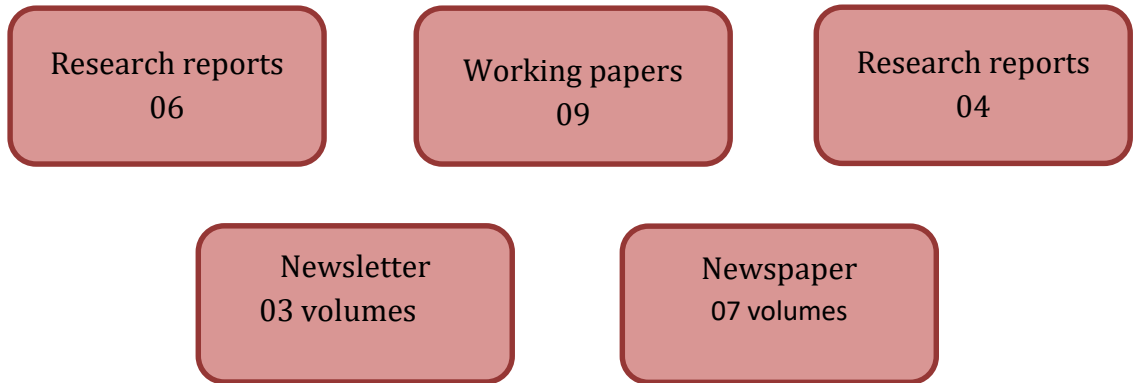 Research reports
06
Working papers
09
Research reports
04
Newsletter
03 volumes
Newspaper
07 volumes